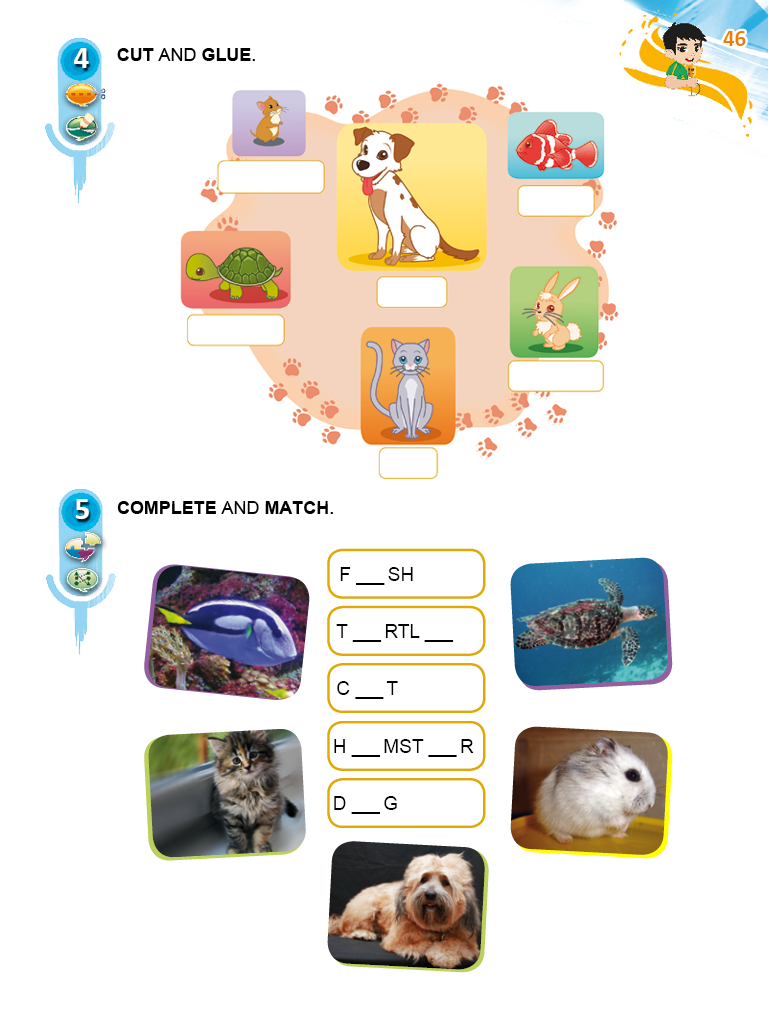 46
4
CUT AND GLUE.
5
COMPLETE AND MATCH.
F ___ SH
T ___ RTL ___
C ___ T
H ___ MST ___ R
D ___ G